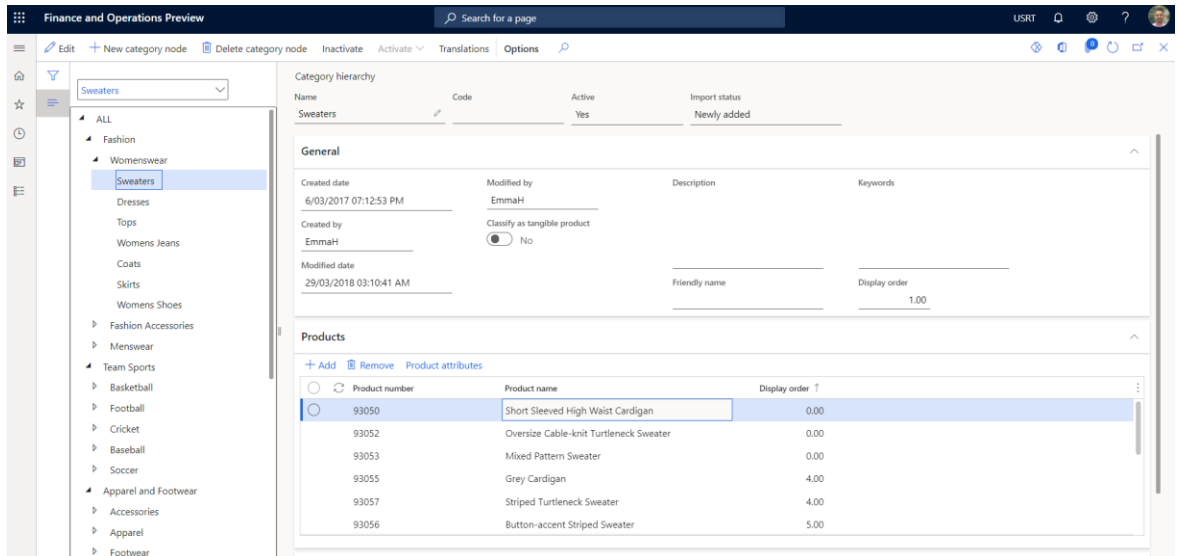 Finance and Operations Preview
Search for a page
USRT
?
Edit
New category node
Delete category node
Inactivate
Activate
Translations
Options
0
Sweaters
ALL
Fashion
Womenswear
Sweaters
Dresses
Tops
Womens Jeans
Coats
Skirts
Womens Shoes
Fashion Accessories
Menswear
Team Sports
Basketball
Football
Cricket
Baseball
Soccer
Apparel and Footwear
Accessories
Apparel
Footwear
Category hierarchy
Name Code Active Import status
Sweaters Yes Newly added
General
Created date Modified by Description Keywords
6/03/2017 07:12:53 PM EmmaH
Created by Classify as tangible product
EmmaH No
Modified date
29/03/2018 03:10:41 AM
Friendly name Display order
1.00
Products
Add Remove Product attributes
Product number Product name Display order
93050 Short Sleeved High Waist Cardigan 0.00
93052 Oversize Cable-knit Turtleneck Sweater 0.00
93053 Mixed Pattern Sweater 0.00
93055 Grey Cardigan 4.00
93057 Striped Turtleneck Sweater 4.00
93056 Button-accent Striped Sweater 5.00